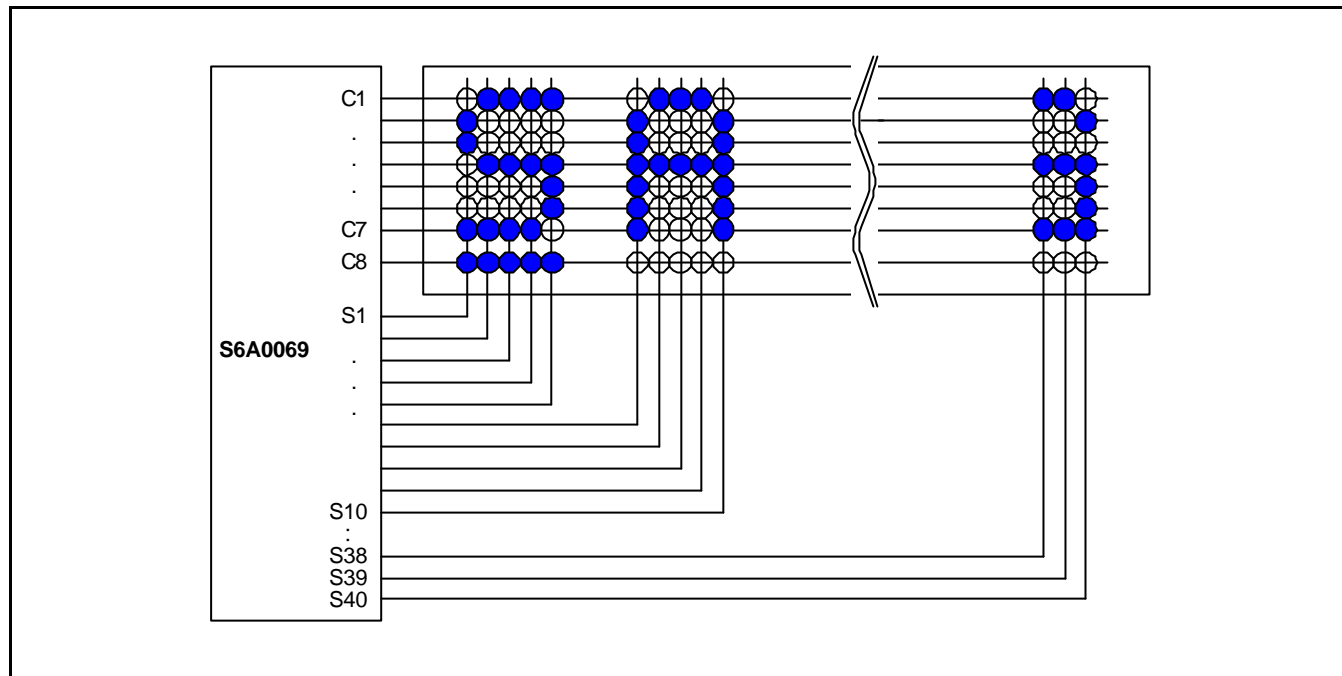 C1
.
.
.
C7
C8
S1
S6A0069
.
.
.
S10
:
S38
S39
S40